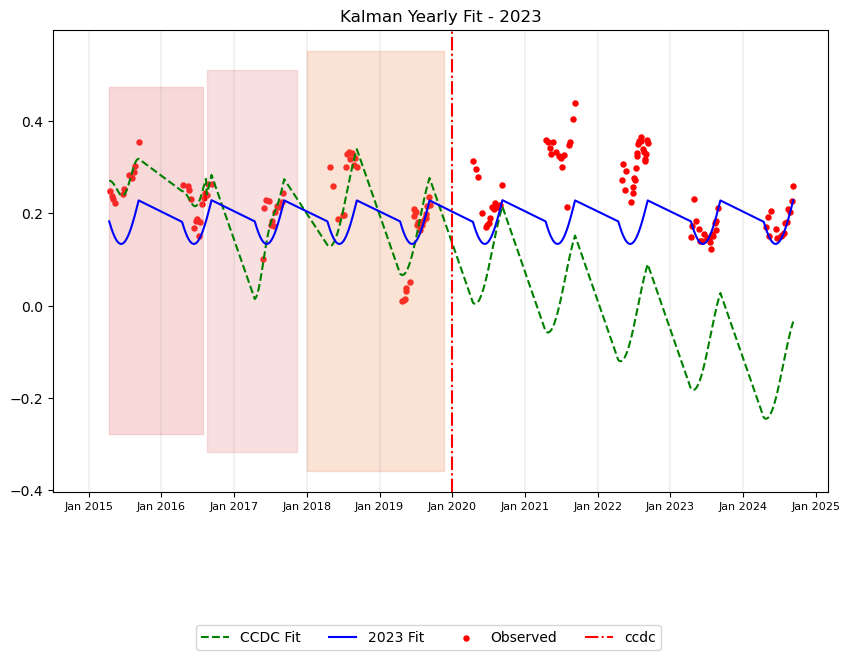 Kalman Yearly Fit - 2023
0.4
0.2
0.0
−0.2
−0.4
Jan 2015 Jan 2016 Jan 2017 Jan 2018 Jan 2019 Jan 2020 Jan 2021 Jan 2022 Jan 2023 Jan 2024 Jan 2025
CCDC Fit 2023 Fit Observed ccdc